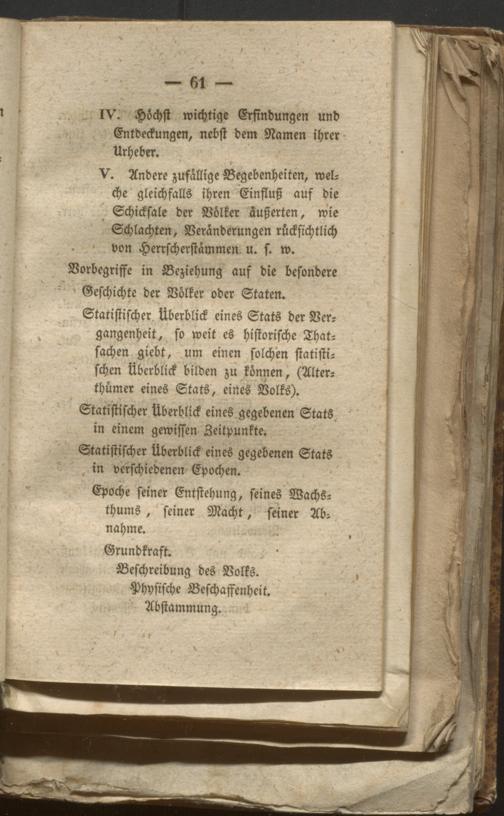 — 61 —
IV. Höchst wichtige Erfindungen und
Entdeckungen, nebst dem Namen ihrer
Urheber.
V. Andere zufällige Begebenheiten, wel-
che gleichfalls ihren Einfluß auf die
Schicksale der Völker äußerten, wie
Schlachten, Veränderungen rücksichtlich
von Herrscherstämmen u. s. w.
Vorbegriffe in Beziehung auf die besondere
Geschichte der Völker oder Staten.
Statistischer Überblick eines Stats der Ver-
gangenheit, so weit es historische That-
sachen giebt, um einen solchen statisti-
schen Überblick bilden zu können, (Alter-
thümer eines Stats, eines Volks).
Statistischer Überblick eines gegebenen Stats
in einem gewissen Zeitpunkte.
Statistischer Überblick eines gegebenen Stats
in verschiedenen Epochen.
Epoche seiner Entstehung, seines Wachs-
thums, seiner Macht, seiner Ab-
nahme.
Grundkraft.
Beschreibung des Volks.
Physische Beschaffenheit.
Abstammung.